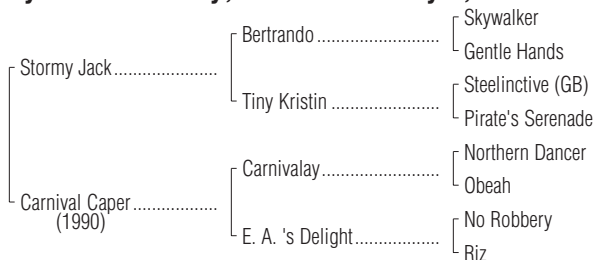 Skywalker
Bertrando
Gentle Hands
Stormy Jack
Steelinctive (GB)
Tiny Kristin
Pirate's Serenade
Northern Dancer
Carnivalay
Obeah
Carnival Caper
(1990)
No Robbery
E. A. 's Delight
Riz